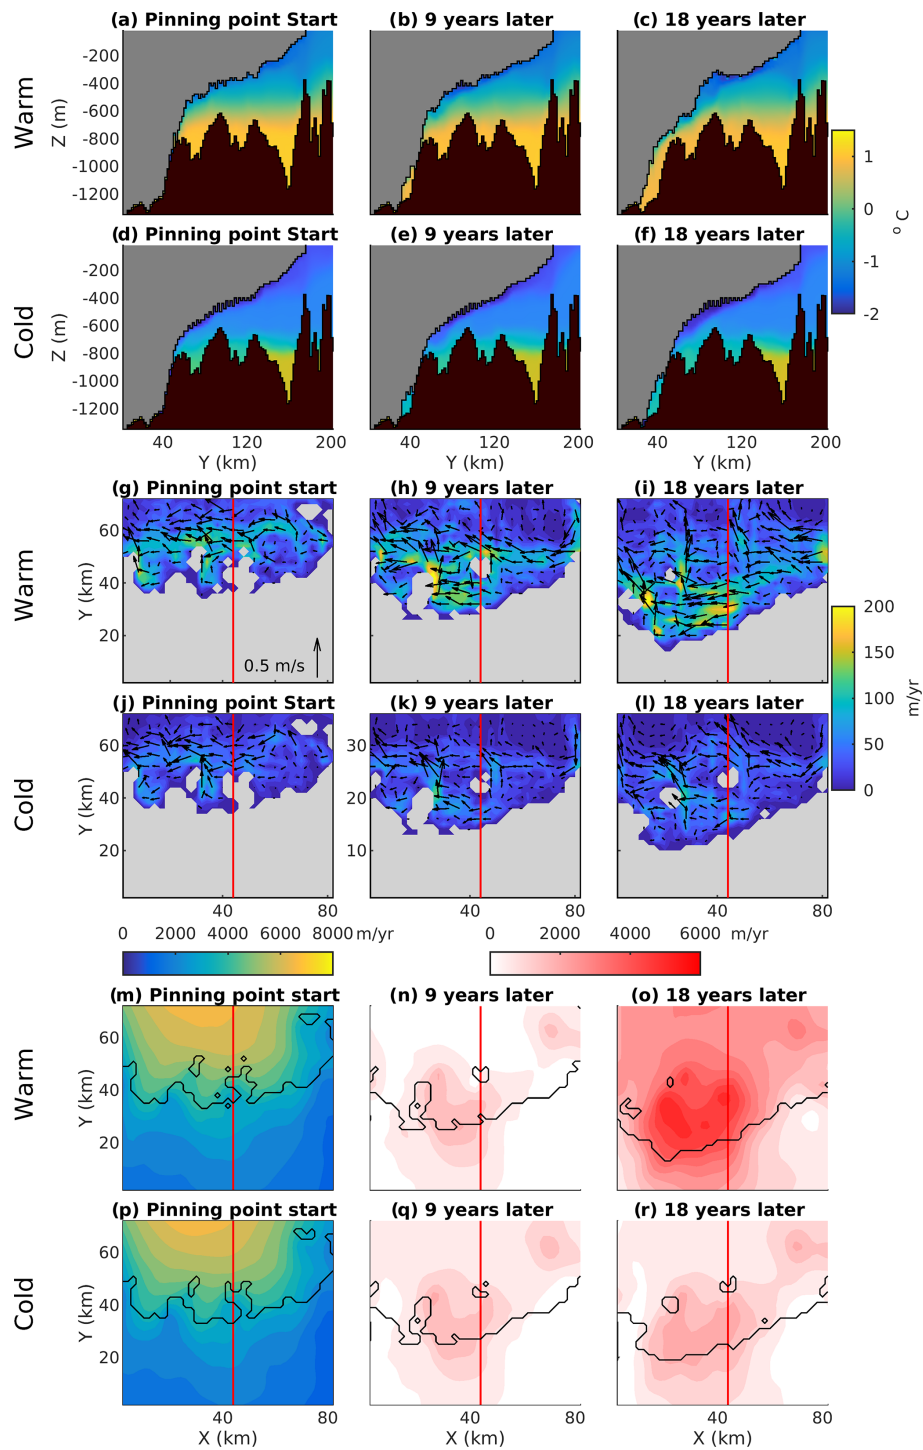 (a) Pinning point Start (b) 9 years later (c) 18 years later
Warm
Z (m)
-200
-400
-600
-800
-1000
-1200
(d) Pinning point Start (e) 9 years later (f) 18 years later
Cold
Z (m)
-200
-400
-600
-800
-1000
-1200
1
0
-1
-2
o C
40 120 200 40 120 200 40 120 200
Y (km) Y (km) Y (km)
(g) Pinning point start (h) 9 years later (i) 18 years later
Warm
Y (km)
60
40
20
0.5 m/s
(j) Pinning point Start (k) 9 years later (l) 18 years later
Cold
Y (km)
60
40
20
30
20
10
200
150
100
50
0
m/yr
40 80 40 80 40 80
0 2000 4000 6000 8000 m/yr 0 2000 4000 6000 m/yr
(m) Pinning point start (n) 9 years later (o) 18 years later
Warm
Y (km)
60
40
20
(p) Pinning point start (q) 9 years later (r) 18 years later
Cold
Y (km)
60
40
20
40 80 40 80 40 80
X (km) X (km) X (km)